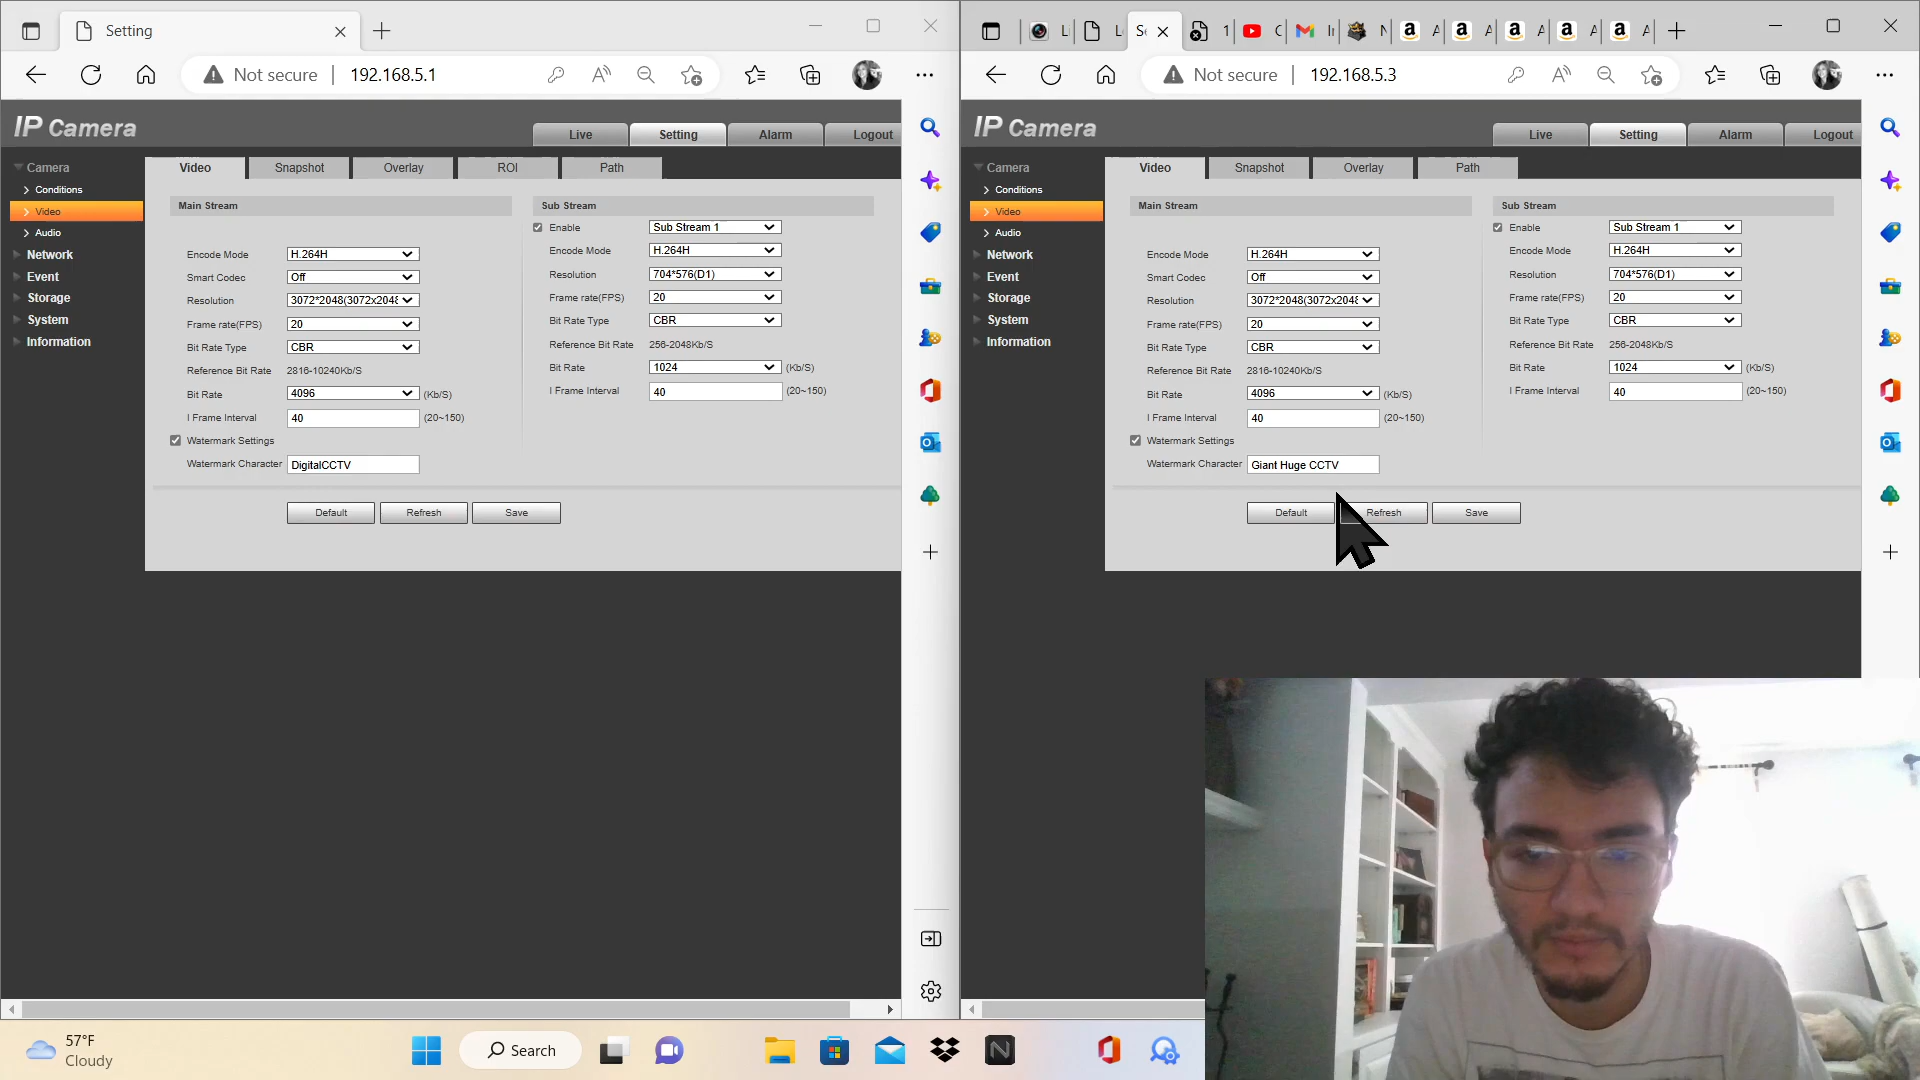 Setting
Not secure | 192.168.5.1
IP Camera
Live
Setting
Alarm
Logout
Camera
Conditions
Video
Audio
Network
Event
Storage
System
Information
Video
Snapshot
Overlay
ROI
Path
Main Stream
Encode Mode H.264H
Smart Codec Off
Resolution 3072*2048(3072x2048
Frame rate(FPS) 20
Bit Rate Type CBR
Reference Bit Rate 2816-10240Kb/S
Bit Rate 4096 (Kb/S)
I Frame Interval 40 (20~150)
Watermark Settings
Watermark Character DigitalCCTV
Sub Stream
Enable Sub Stream 1
Encode Mode H.264H
Resolution 704*576(D1)
Frame rate(FPS) 20
Bit Rate Type CBR
Reference Bit Rate 256-2048Kb/S
Bit Rate 1024 (Kb/S)
I Frame Interval 40 (20~150)
Default
Refresh
Save
Not secure | 192.168.5.3
IP Camera
Live
Setting
Alarm
Logout
Camera
Conditions
Video
Audio
Network
Event
Storage
System
Information
Video
Snapshot
Overlay
Path
Main Stream
Encode Mode H.264H
Smart Codec Off
Resolution 3072*2048(3072x2048
Frame rate(FPS) 20
Bit Rate Type CBR
Reference Bit Rate 2816-10240Kb/S
Bit Rate 4096 (Kb/S)
I Frame Interval 40 (20~150)
Watermark Settings
Watermark Character Giant Huge CCTV
Sub Stream
Enable Sub Stream 1
Encode Mode H.264H
Resolution 704*576(D1)
Frame rate(FPS) 20
Bit Rate Type CBR
Reference Bit Rate 256-2048Kb/S
Bit Rate 1024 (Kb/S)
I Frame Interval 40 (20~150)
Default
Refresh
Save
57°F
Cloudy
Search